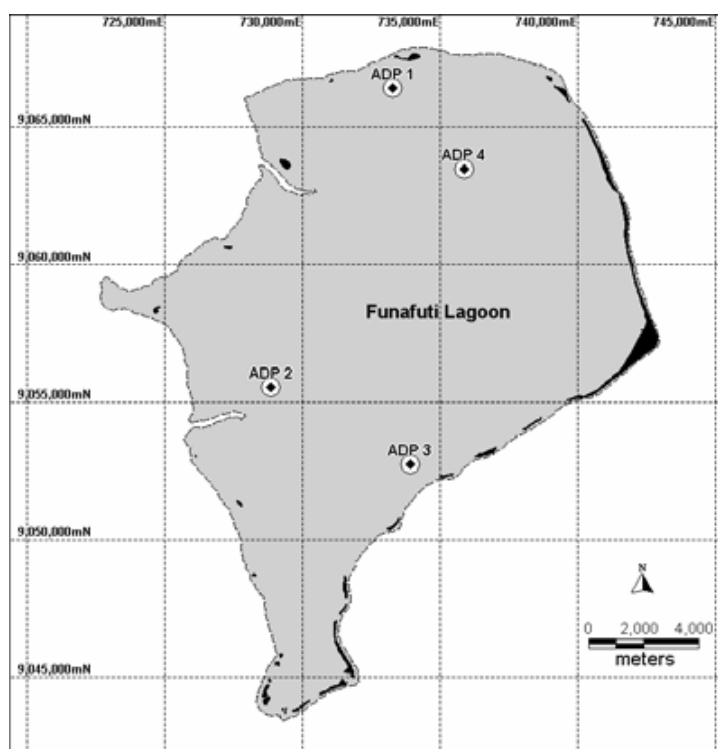 725,000mE 730,000mE 735,000mE 740,000mE 745,000mE
ADP 1
9,065,000mN
ADP 4
9,060,000mN
Funafuti Lagoon
ADP 2
9,055,000mN
ADP 3
9,050,000mN
N
0 2,000 4,000
meters
9,045,000mN